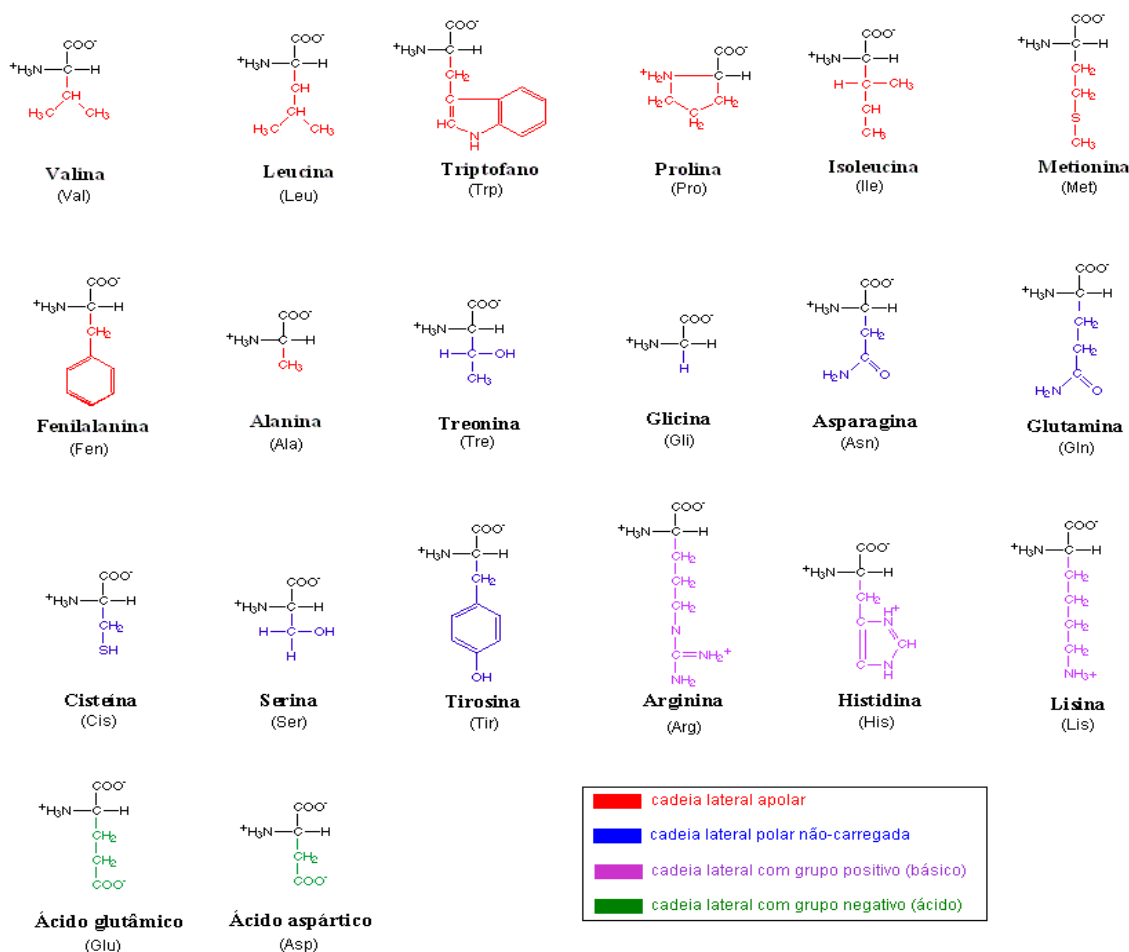 COO⁻ COO⁻ COO⁻ COO⁻ COO⁻ COO⁻
⁺H₃N—C—H ⁺H₃N—C—H ⁺H₃N—C—H ⁺NH₂ C—H ⁺H₃N—C—H ⁺H₃N—C—H
CH CH CH₂ H₂C CH₂ H—C—CH₃ CH₂
H₃C CH₃ CH C C CH CH₂
H₃C CH₃ HC H₂ CH₃ S
N CH₃
H
Valina Leucina Triptofano Prolina Isoleucina Metionina
(Val) (Leu) (Trp) (Pro) (Ile) (Met)
COO⁻ COO⁻ COO⁻ COO⁻ COO⁻ COO⁻
⁺H₃N—C—H ⁺H₃N—C—H ⁺H₃N—C—H ⁺H₃N—C—H ⁺H₃N—C—H ⁺H₃N—C—H
CH₂ CH₃ H—C—OH H CH₂ CH₂
CH₃ C CH₂
H₂N O C
H₂N O
Fenilalanina Alanina Treonina Glicina Asparagina Glutamina
(Fen) (Ala) (Tre) (Gli) (Asn) (Gln)
COO⁻ COO⁻ COO⁻ COO⁻ COO⁻ COO⁻
⁺H₃N—C—H ⁺H₃N—C—H ⁺H₃N—C—H ⁺H₃N—C—H ⁺H₃N—C—H ⁺H₃N—C—H
CH₂ H—C—OH CH₂ CH₂ CH₂ CH₂
SH H OH CH₂ C NH⁺ CH₂
CH₂ CH CH₂
N C N CH₂
C=NH₂⁺ H NH₃⁺
NH₂
Cisteína Serina Tirosina Arginina Histidina Lisina
(Cis) (Ser) (Tir) (Arg) (His) (Lis)
COO⁻ COO⁻
⁺H₃N—C—H ⁺H₃N—C—H
CH₂ CH₂
CH₂ COO⁻
COO⁻
Ácido glutâmico Ácido aspártico
(Glu) (Asp)
cadeia lateral apolar
cadeia lateral polar não-carregada
cadeia lateral com grupo positivo (básico)
cadeia lateral com grupo negativo (ácido)